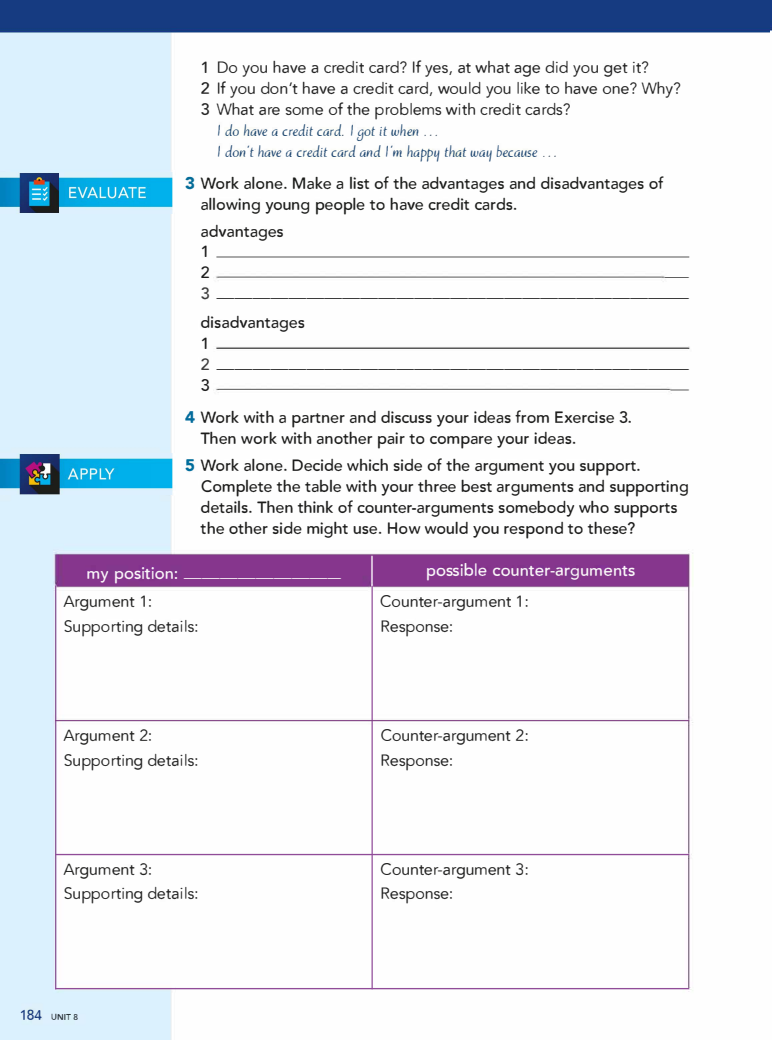 1 Do you have a credit card? If yes, at what age did you get it?
2 If you don't have a credit card, would you like to have one? Why?
3 What are some of the problems with credit cards?
I do have a credit card. I got it when ...
I don't have a credit card and I'm happy that way because ...
EVALUATE
3 Work alone. Make a list of the advantages and disadvantages of
allowing young people to have credit cards.
advantages
1
2
3
disadvantages
1
2
3
4 Work with a partner and discuss your ideas from Exercise 3.
Then work with another pair to compare your ideas.
APPLY
5 Work alone. Decide which side of the argument you support.
Complete the table with your three best arguments and supporting
details. Then think of counter-arguments somebody who supports
the other side might use. How would you respond to these?
my position: possible counter-arguments
Argument 1: Counter-argument 1:
Supporting details: Response:
Argument 2: Counter-argument 2:
Supporting details: Response:
Argument 3: Counter-argument 3:
Supporting details: Response:
184 UNIT 8